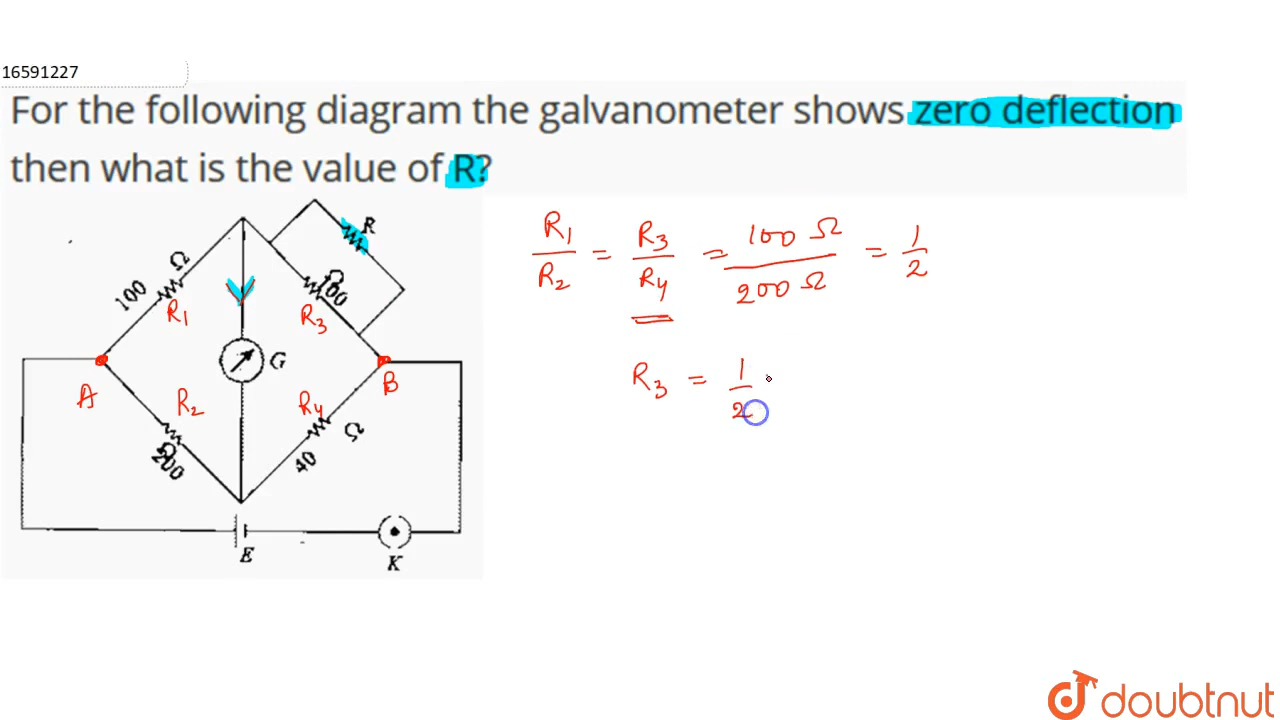 16591227
For the following diagram the galvanometer shows zero deflection
then what is the value of R?
R
100 Ω
R1
100 Ω
R3
G
A
B
R2
R4
200 Ω
40 Ω
E
K
R1/R2 = R3/R4 = 100 Ω/200 Ω = 1/2
R3 = 1/2
doubtnut